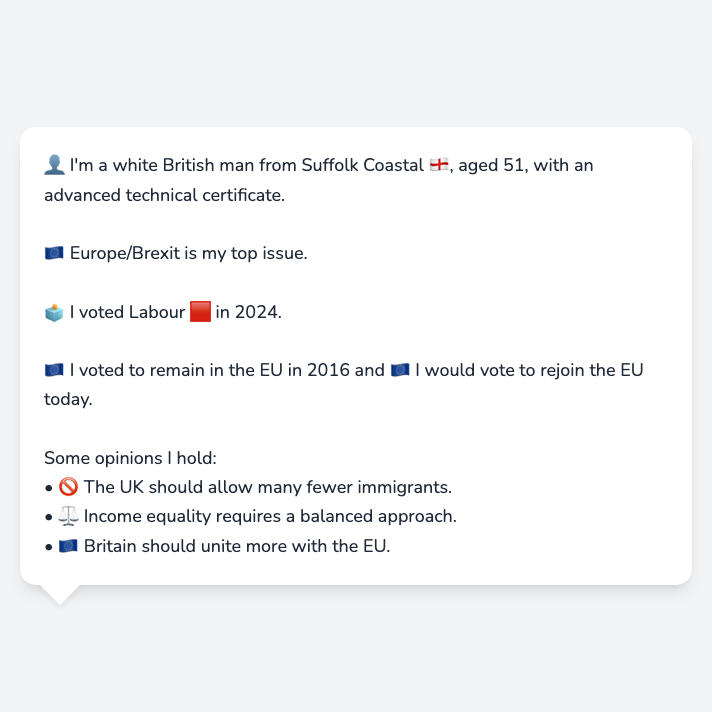 👤 I'm a white British man from Suffolk Coastal 🏴󠁧󠁢󠁥󠁮󠁧󠁿, aged 51, with an
advanced technical certificate.
🇪🇺 Europe/Brexit is my top issue.
🗳️ I voted Labour 🟥 in 2024.
🇪🇺 I voted to remain in the EU in 2016 and 🇪🇺 I would vote to rejoin the EU
today.
Some opinions I hold:
• 🚫 The UK should allow many fewer immigrants.
• ⚖️ Income equality requires a balanced approach.
• 🇪🇺 Britain should unite more with the EU.